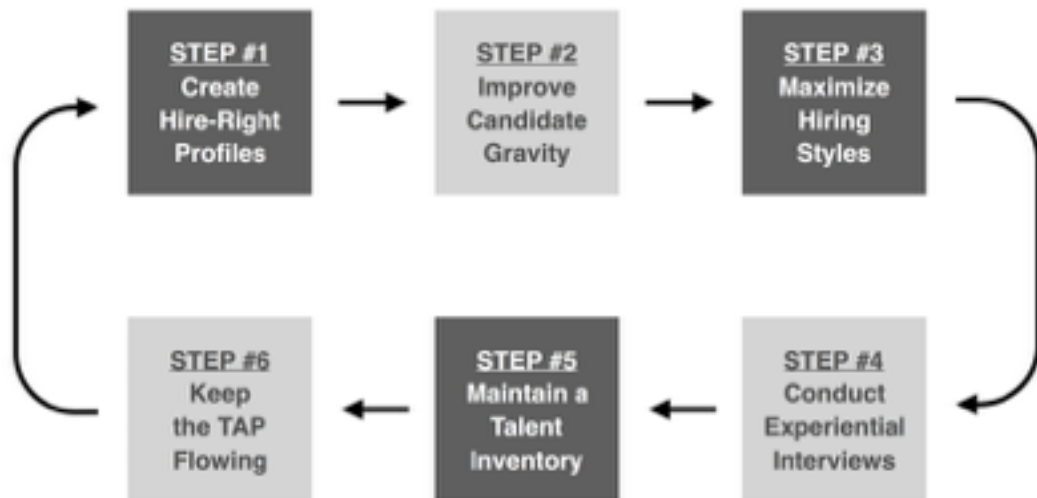 STEP #1
Create
Hire-Right
Profiles
STEP #2
Improve
Candidate
Gravity
STEP #3
Maximize
Hiring
Styles
STEP #4
Conduct
Experiential
Interviews
STEP #5
Maintain a
Talent
Inventory
STEP #6
Keep
the TAP
Flowing